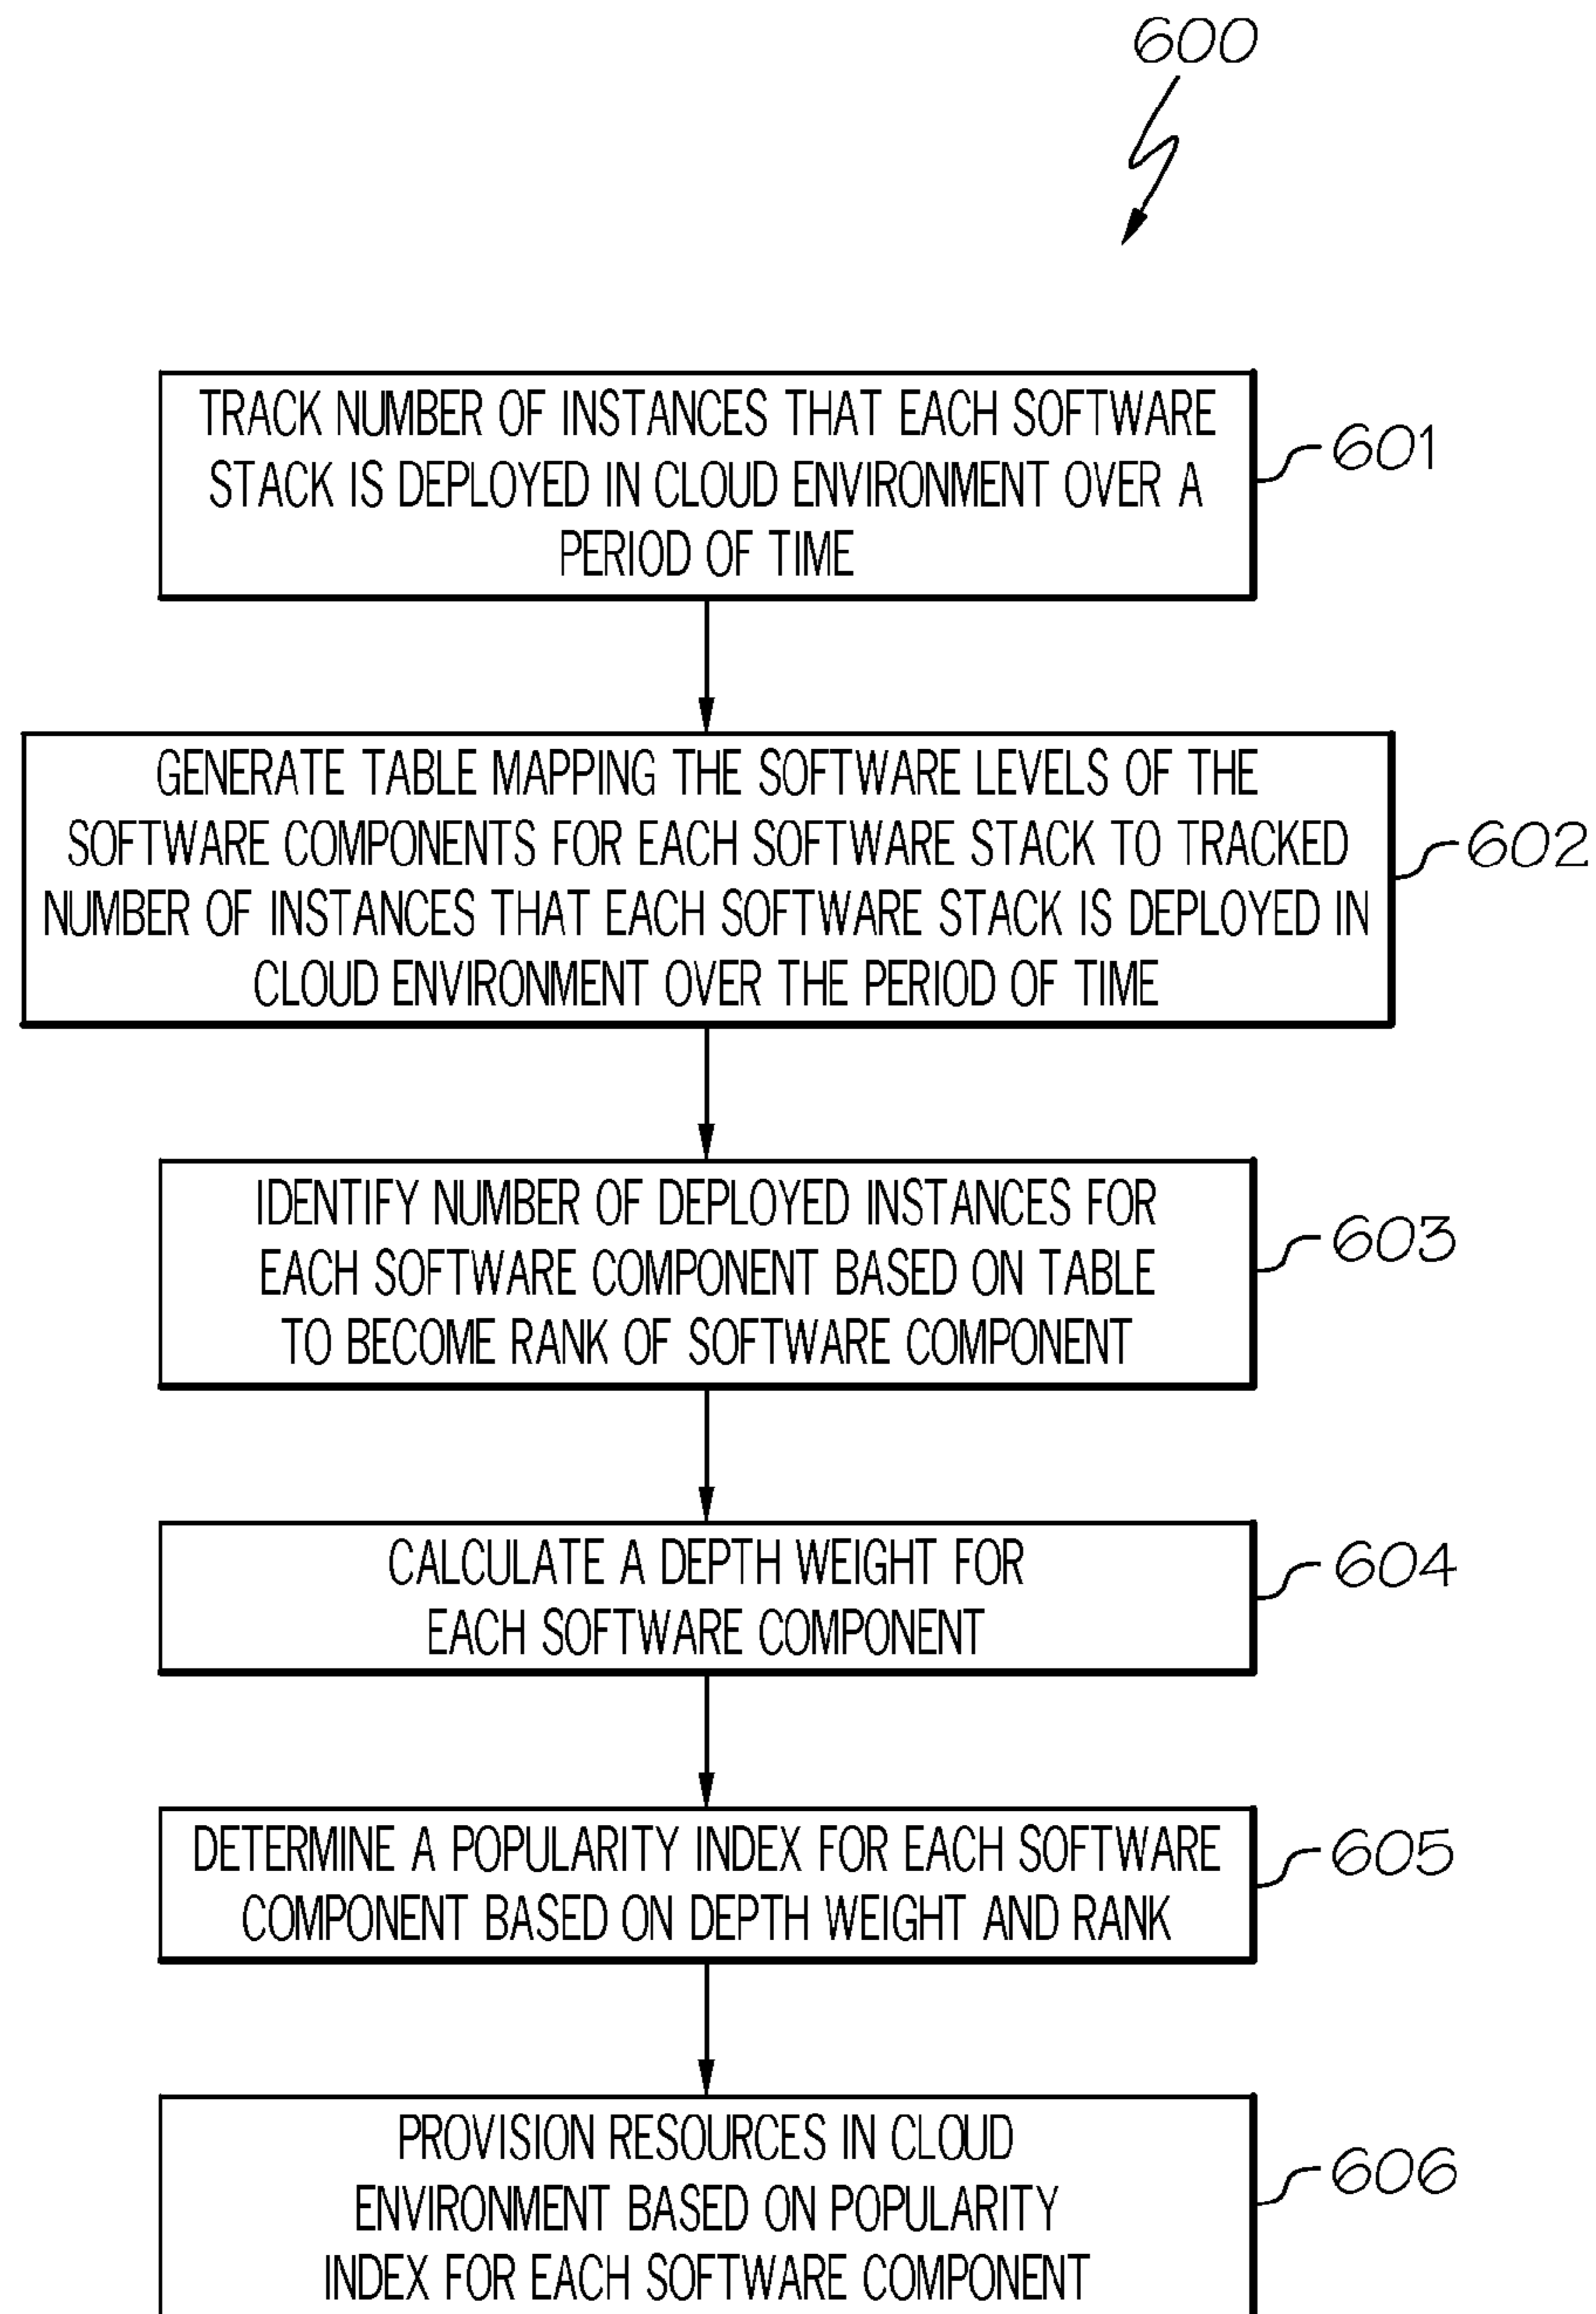 600
TRACK NUMBER OF INSTANCES THAT EACH SOFTWARE
STACK IS DEPLOYED IN CLOUD ENVIRONMENT OVER A
PERIOD OF TIME
601
GENERATE TABLE MAPPING THE SOFTWARE LEVELS OF THE
SOFTWARE COMPONENTS FOR EACH SOFTWARE STACK TO TRACKED
NUMBER OF INSTANCES THAT EACH SOFTWARE STACK IS DEPLOYED IN
CLOUD ENVIRONMENT OVER THE PERIOD OF TIME
602
IDENTIFY NUMBER OF DEPLOYED INSTANCES FOR
EACH SOFTWARE COMPONENT BASED ON TABLE
TO BECOME RANK OF SOFTWARE COMPONENT
603
CALCULATE A DEPTH WEIGHT FOR
EACH SOFTWARE COMPONENT
604
DETERMINE A POPULARITY INDEX FOR EACH SOFTWARE
COMPONENT BASED ON DEPTH WEIGHT AND RANK
605
PROVISION RESOURCES IN CLOUD
ENVIRONMENT BASED ON POPULARITY
INDEX FOR EACH SOFTWARE COMPONENT
606